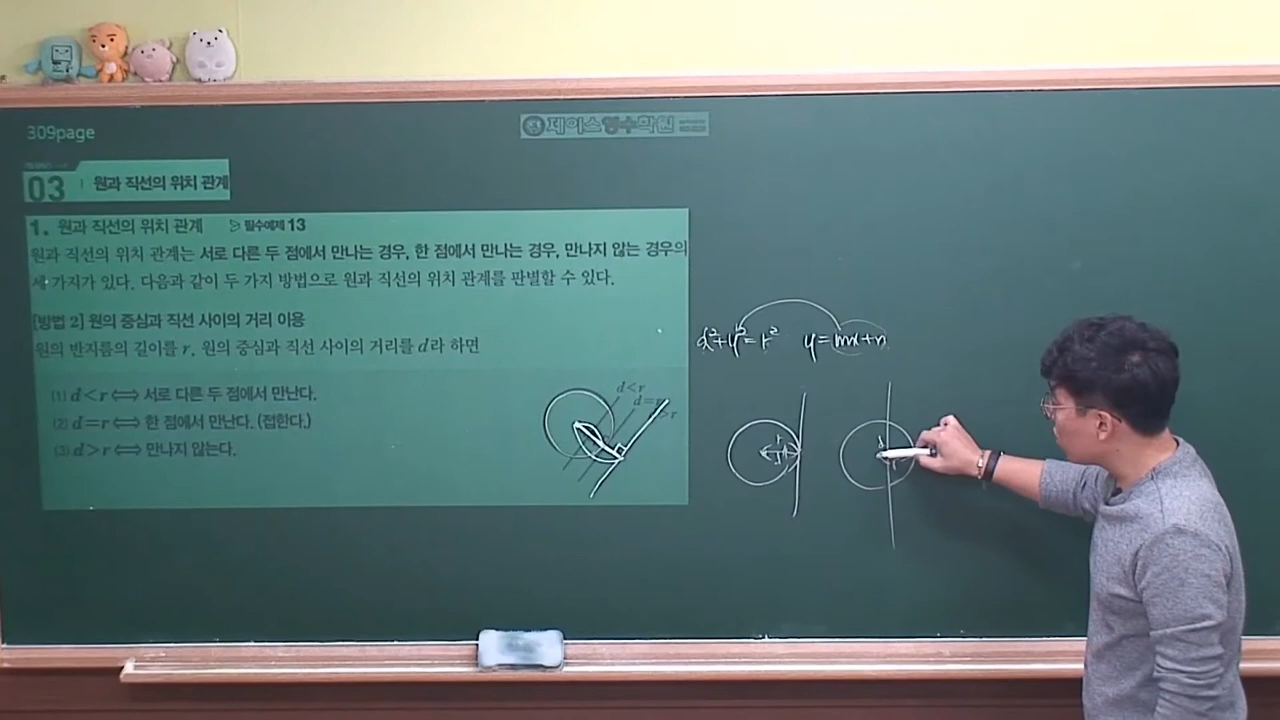 309page
제이스영수학원
03 원과 직선의 위치 관계
1. 원과 직선의 위치 관계 ▷ 필수예제 13
원과 직선의 위치 관계는 서로 다른 두 점에서 만나는 경우, 한 점에서 만나는 경우, 만나지 않는 경우의
세 가지가 있다. 다음과 같이 두 가지 방법으로 원과 직선의 위치 관계를 판별할 수 있다.
[방법 2] 원의 중심과 직선 사이의 거리 이용
원의 반지름의 길이를 r, 원의 중심과 직선 사이의 거리를 d라 하면
(1) d<r ⟺ 서로 다른 두 점에서 만난다.
(2) d=r ⟺ 한 점에서 만난다. (접한다.)
(3) d>r ⟺ 만나지 않는다.
d<r
d=r
>r
x²+y²=r² y=mx+n
r
d
d